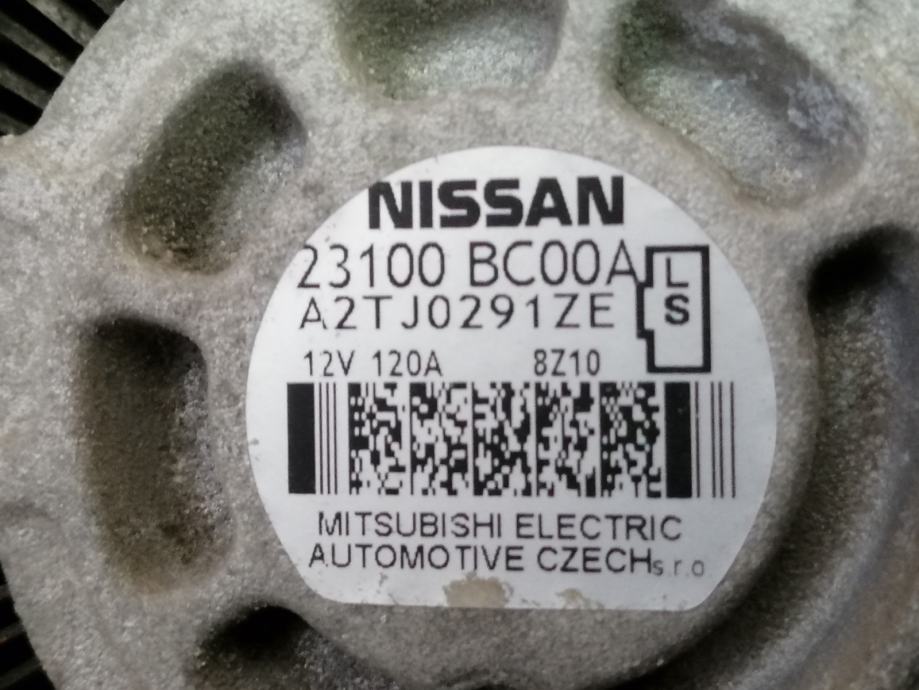 NISSAN
23100 BC00A
A2TJ0291ZE
L
S
12V 120A 8Z10
MITSUBISHI ELECTRIC
AUTOMOTIVE CZECH s.r.o